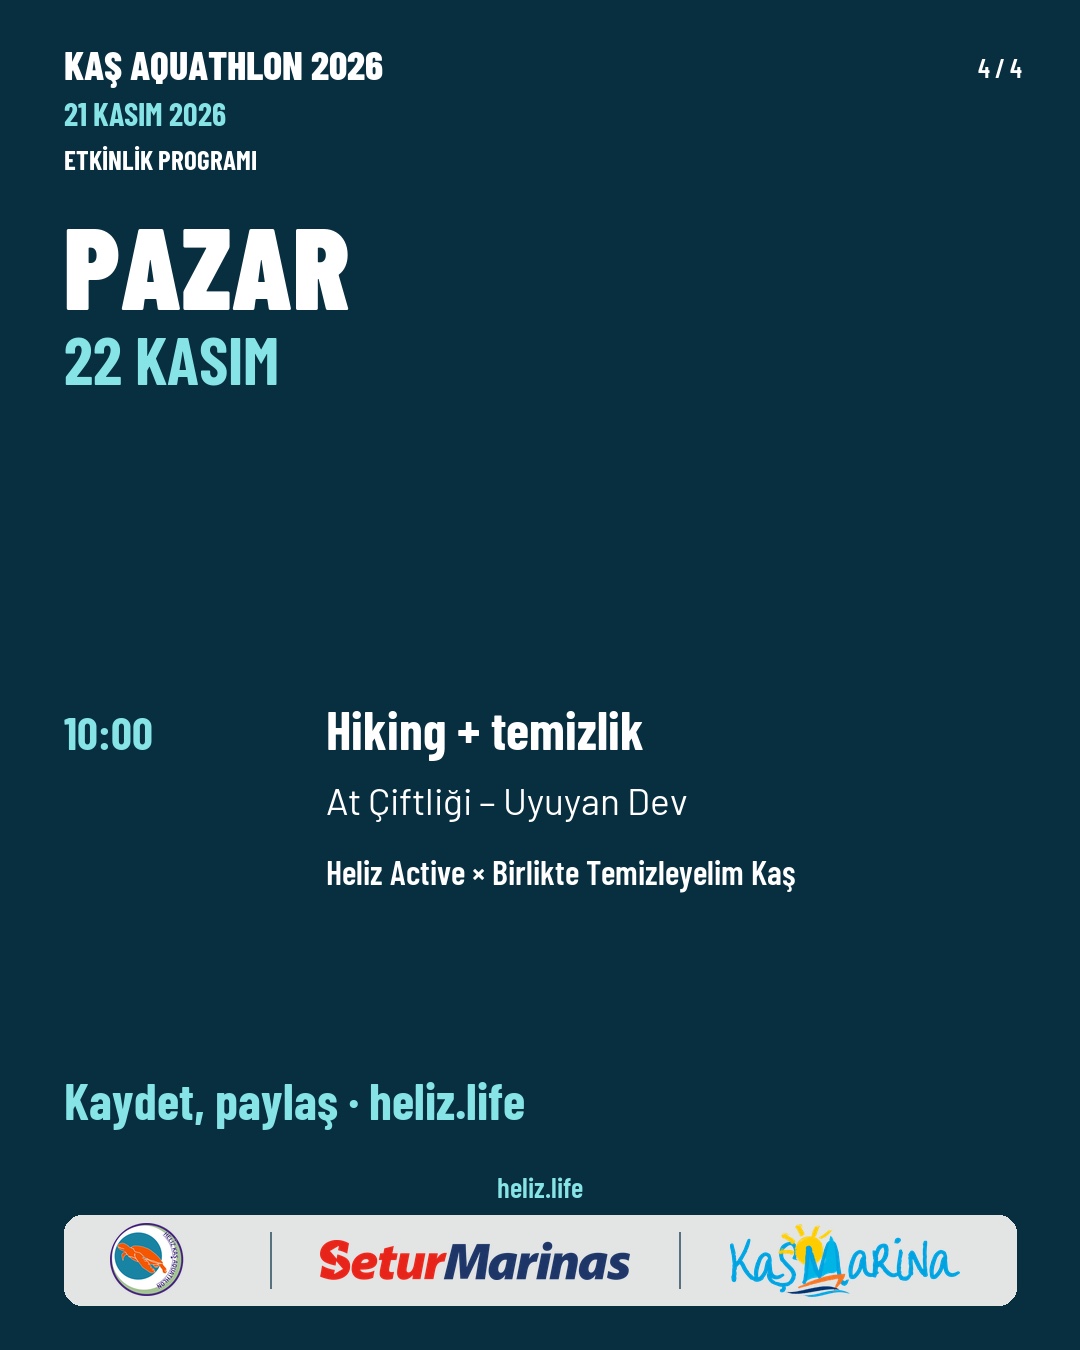 KAŞ AQUATHLON 2026
4 / 4
21 KASIM 2026
ETKİNLİK PROGRAMI
PAZAR
22 KASIM
10:00
Hiking + temizlik
At Çiftliği – Uyuyan Dev
Heliz Active × Birlikte Temizleyelim Kaş
Kaydet, paylaş · heliz.life
heliz.life
SeturMarinas
KaşMarina